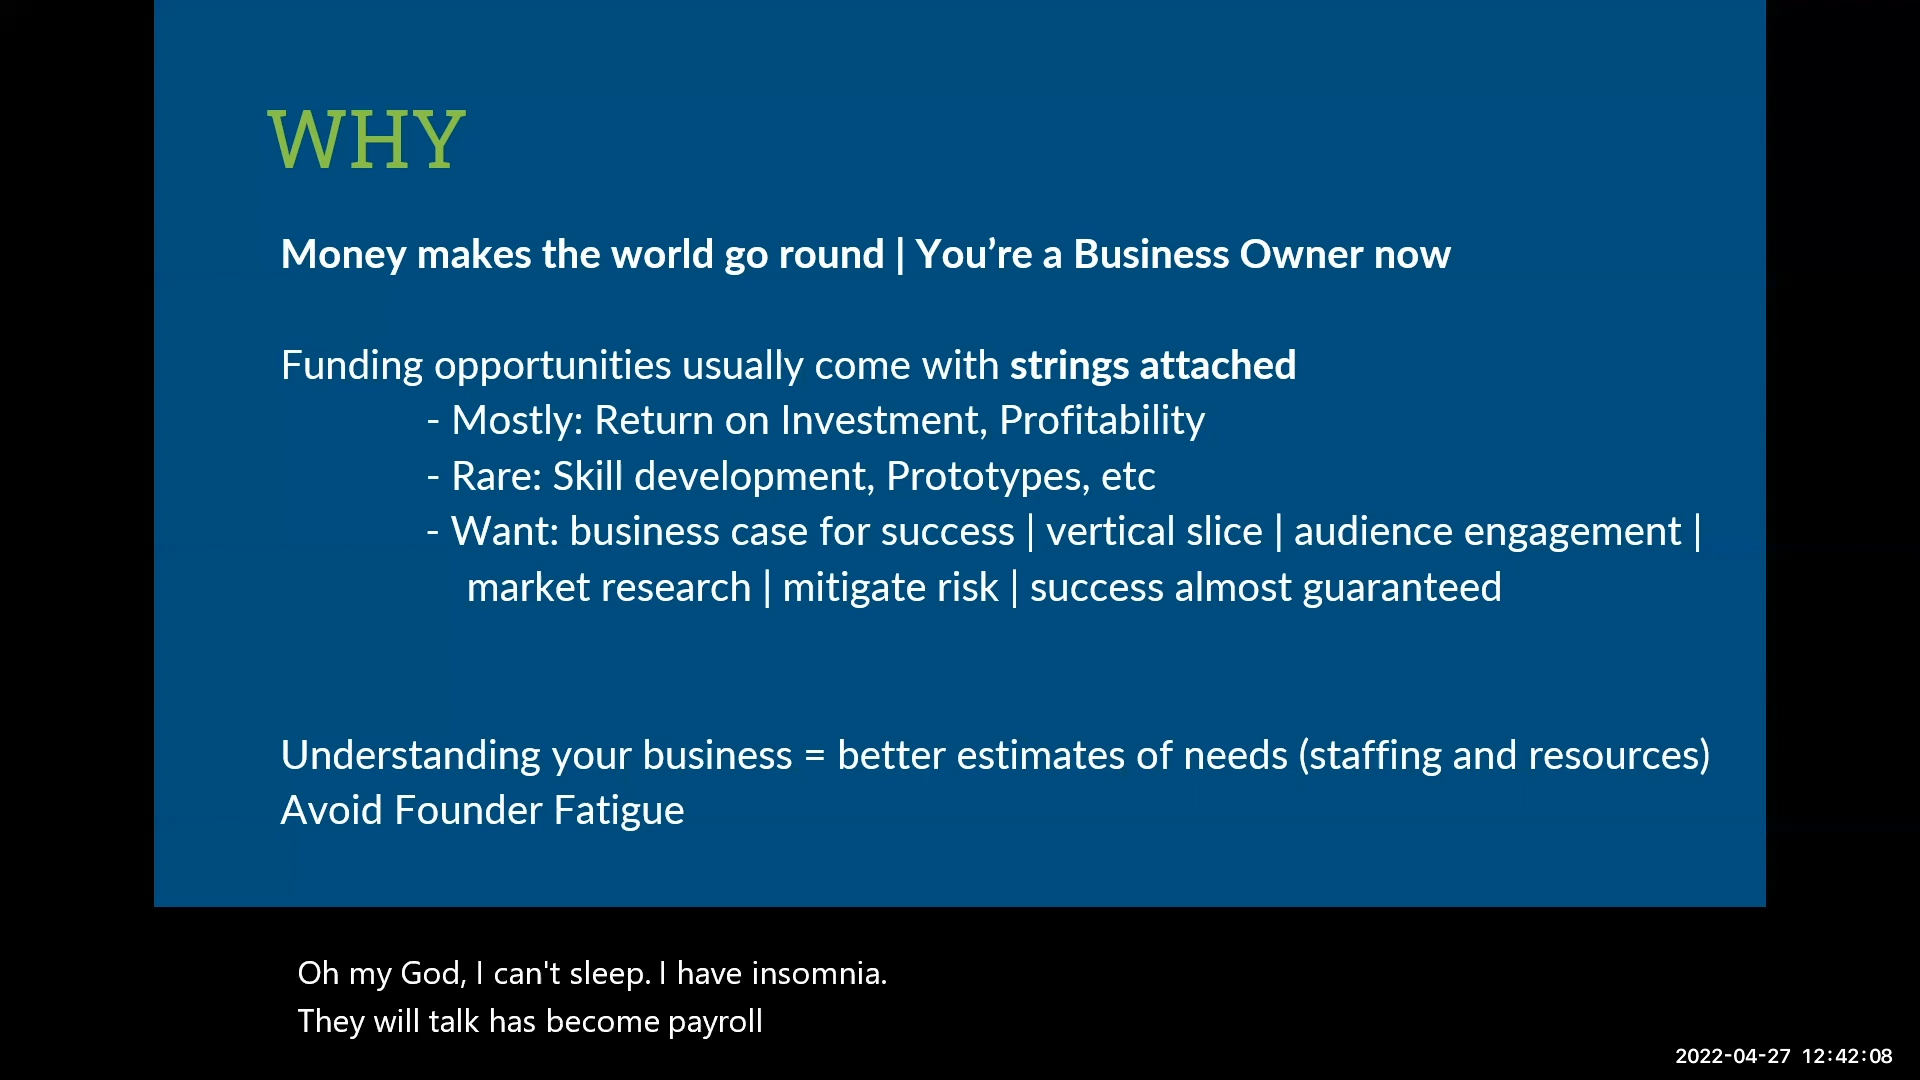 WHY
Money makes the world go round | You’re a Business Owner now
Funding opportunities usually come with strings attached
- Mostly: Return on Investment, Profitability
- Rare: Skill development, Prototypes, etc
- Want: business case for success | vertical slice | audience engagement |
market research | mitigate risk | success almost guaranteed
Understanding your business = better estimates of needs (staffing and resources)
Avoid Founder Fatigue
Oh my God, I can't sleep. I have insomnia.
They will talk has become payroll
2022-04-27 12:42:08